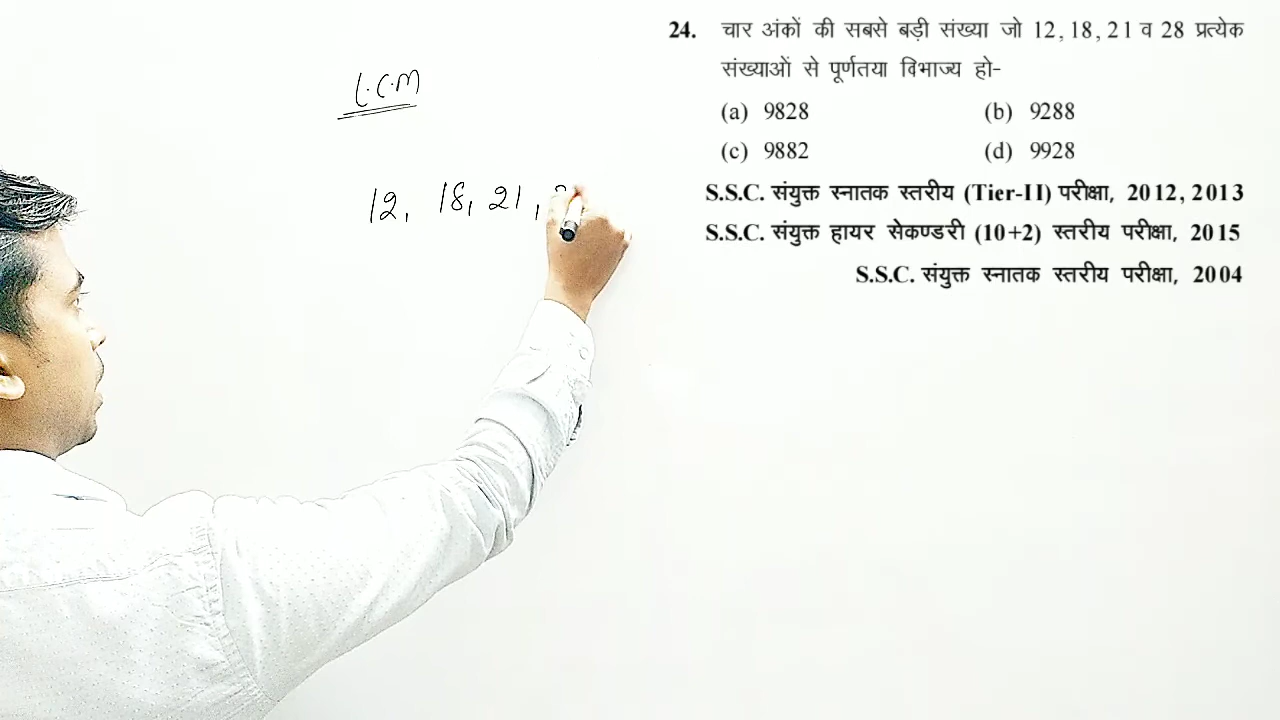 L.C.M
12, 18, 21,
24. चार अंकों की सबसे बड़ी संख्या जो 12, 18, 21 व 28 प्रत्येक
संख्याओं से पूर्णतया विभाज्य हो-
(a) 9828 (b) 9288
(c) 9882 (d) 9928
S.S.C. संयुक्त स्नातक स्तरीय (Tier-II) परीक्षा, 2012, 2013
S.S.C. संयुक्त हायर सेकण्डरी (10+2) स्तरीय परीक्षा, 2015
S.S.C. संयुक्त स्नातक स्तरीय परीक्षा, 2004